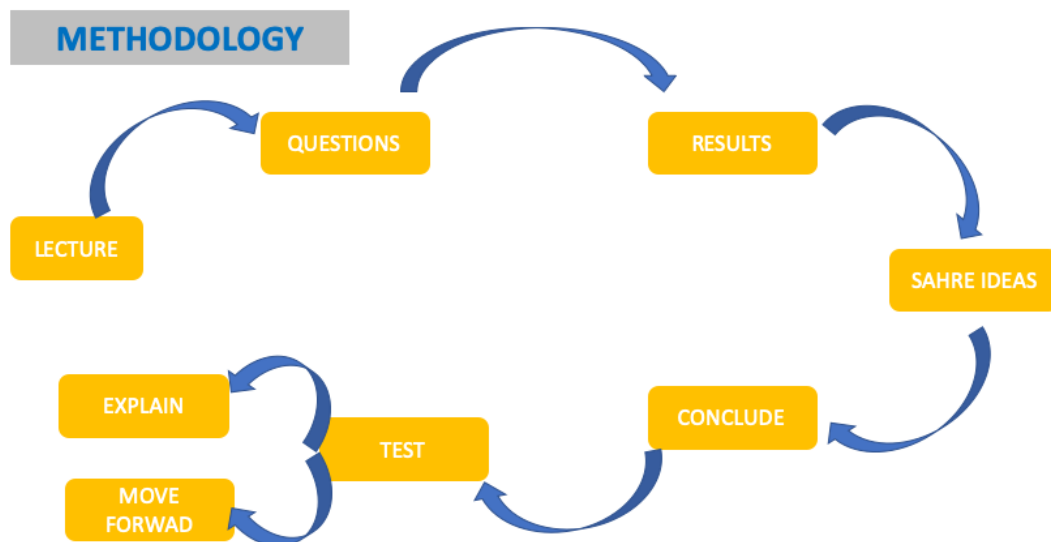 METHODOLOGY
QUESTIONS
RESULTS
LECTURE
SAHRE IDEAS
CONCLUDE
TEST
EXPLAIN
MOVE
FORWAD